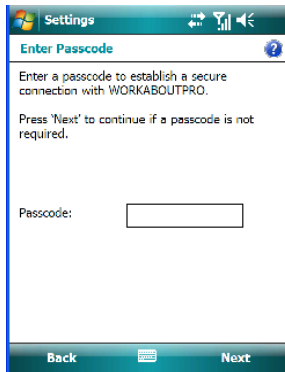 Settings
Enter Passcode
Enter a passcode to establish a secure
connection with WORKABOUTPRO.
Press 'Next' to continue if a passcode is not
required.
Passcode:
Back Next